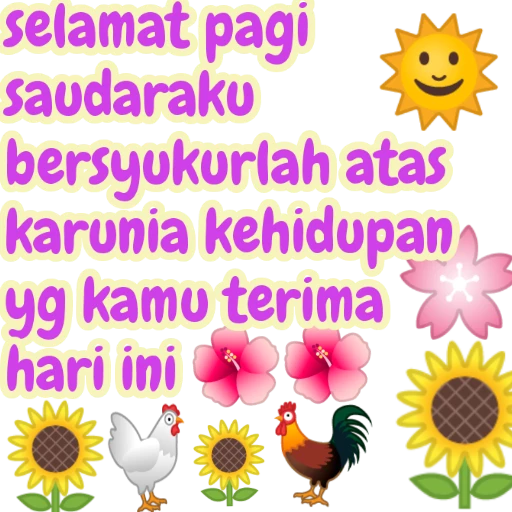 selamat pagi
saudaraku
bersyukurlah atas
karunia kehidupan
yg kamu terima
hari ini